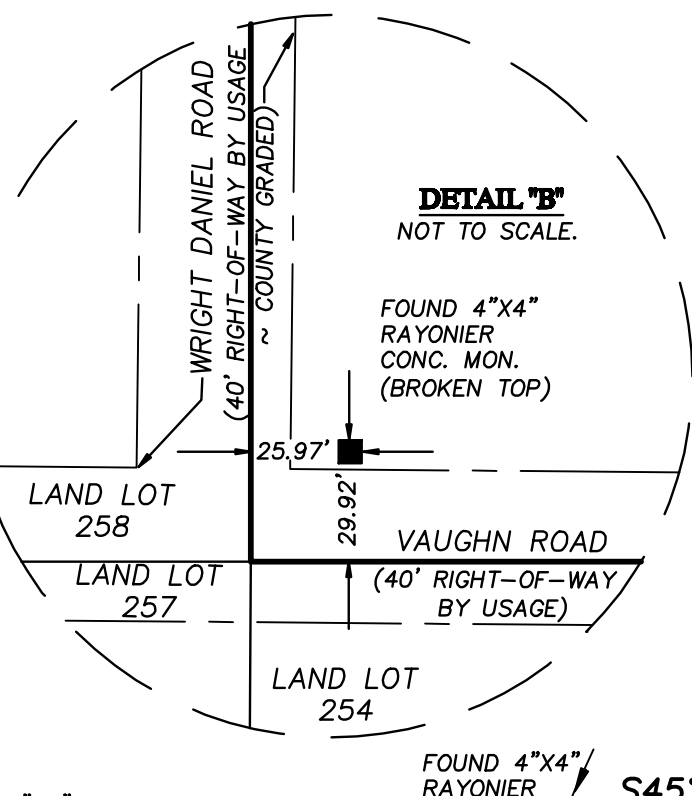 WRIGHT DANIEL ROAD
(40' RIGHT-OF-WAY BY USAGE
~ COUNTY GRADED)
DETAIL "B"
NOT TO SCALE.
FOUND 4"X4"
RAYONIER
CONC. MON.
(BROKEN TOP)
25.97'
29.92'
LAND LOT
258
VAUGHN ROAD
(40' RIGHT-OF-WAY
BY USAGE)
LAND LOT
257
LAND LOT
254
FOUND 4"X4"
RAYONIER
S45°